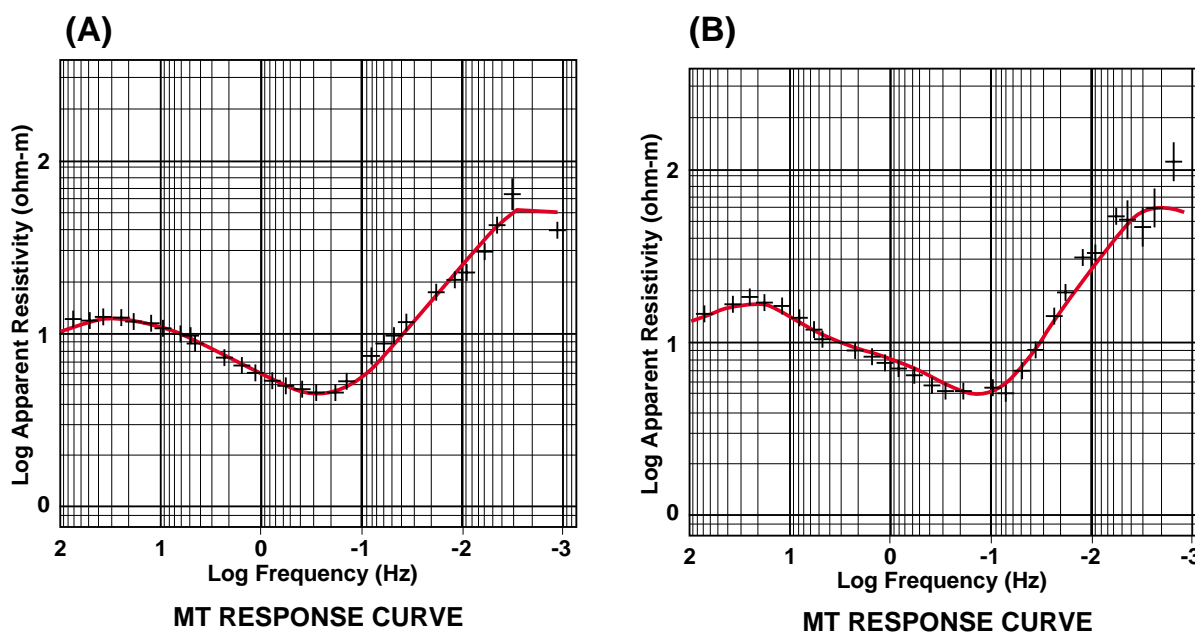 (A)
Log Apparent Resistivity (ohm-m)
2
1
0
2 1 0 -1 -2 -3
Log Frequency (Hz)
MT RESPONSE CURVE
(B)
Log Apparent Resistivity (ohm-m)
2
1
0
2 1 0 -1 -2 -3
Log Frequency (Hz)
MT RESPONSE CURVE